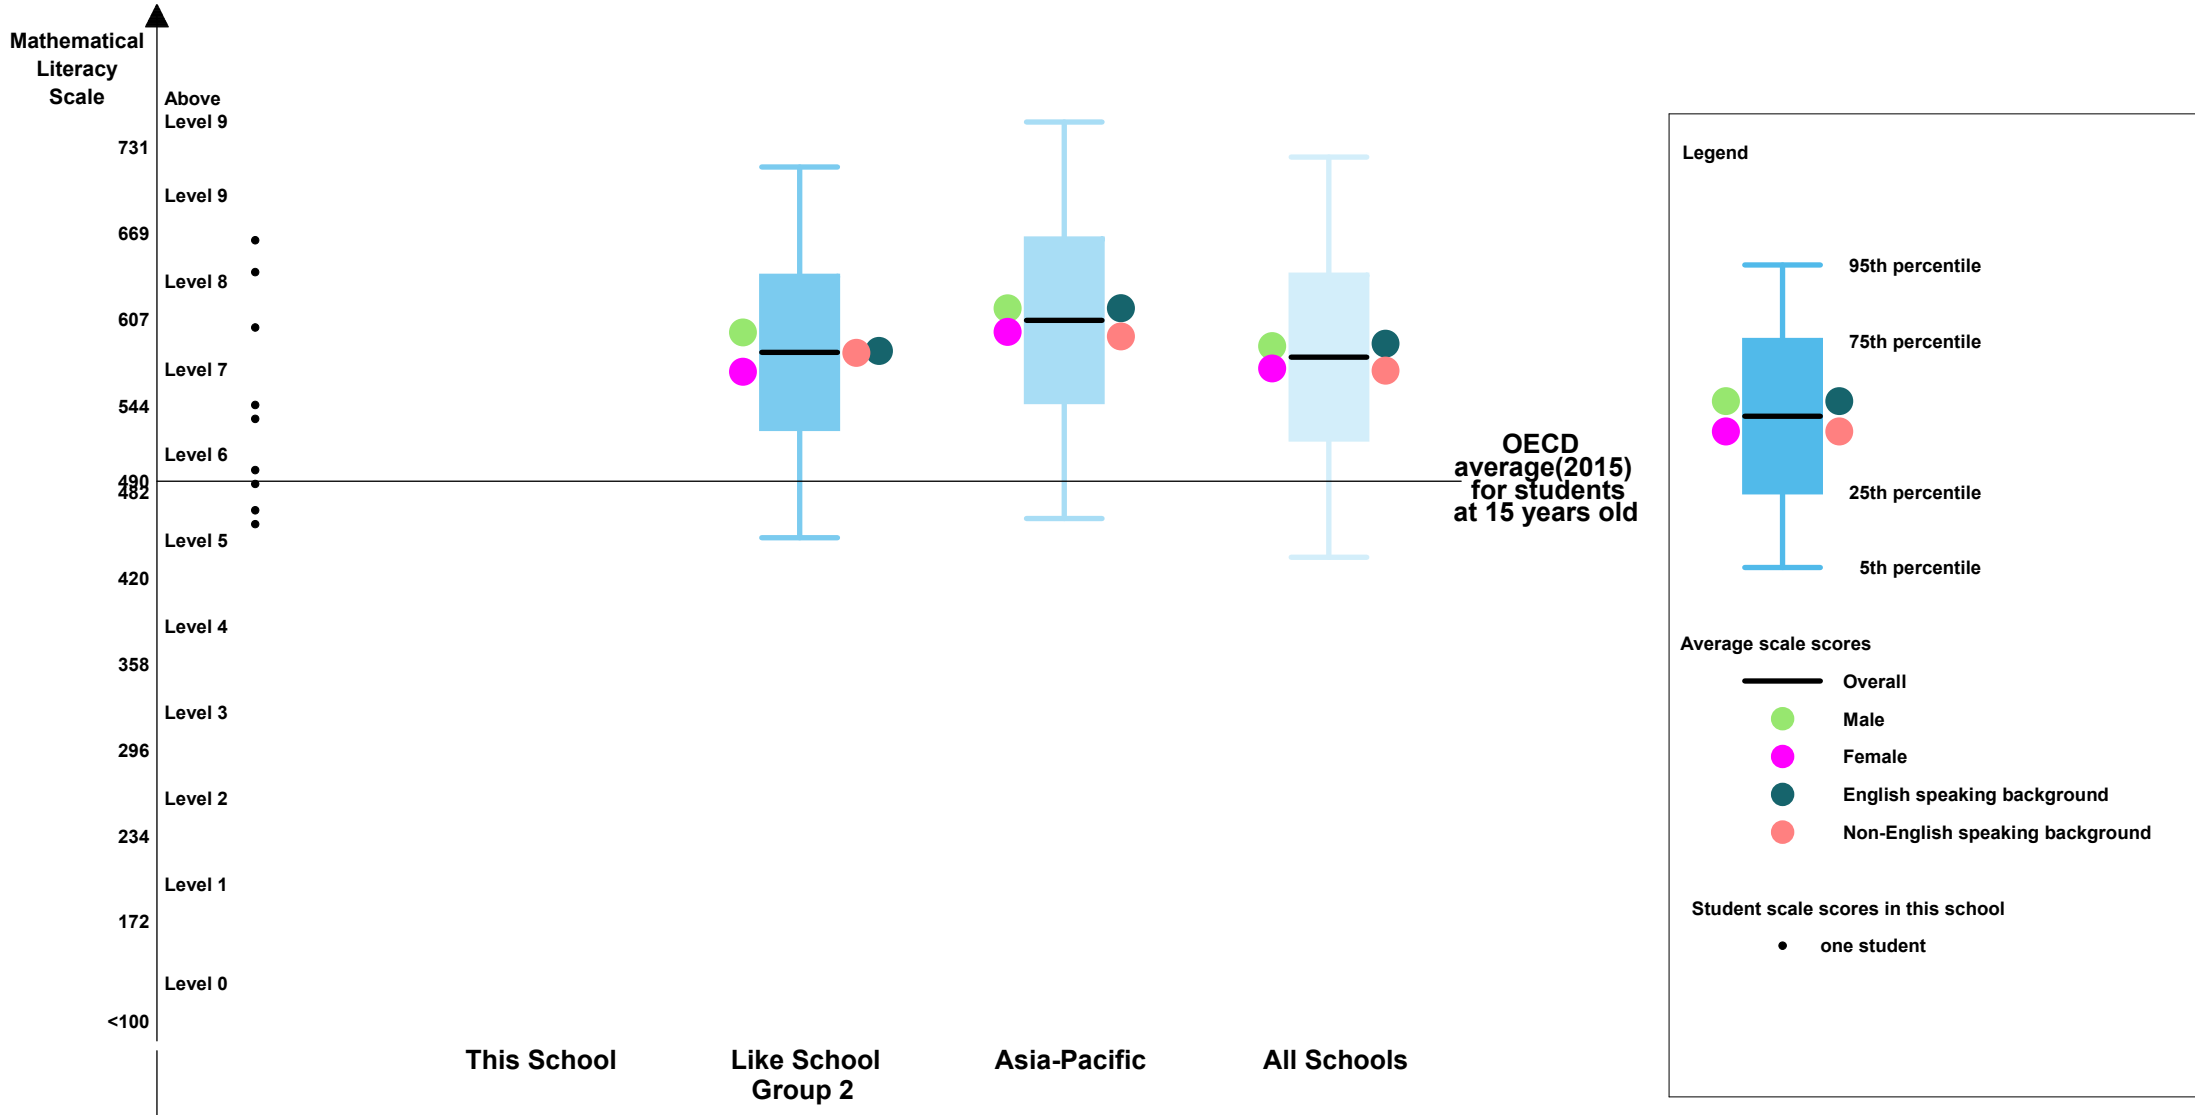 Mathematical
Literacy
Scale
Above
Level 9
731
Level 9
669
Level 8
607
Level 7
544
Level 6
490
482
Level 5
420
Level 4
358
Level 3
296
Level 2
234
Level 1
172
Level 0
<100
OECD
average(2015)
for students
at 15 years old
This School
Like School
Group 2
Asia-Pacific
All Schools
Legend
95th percentile
75th percentile
25th percentile
5th percentile
Average scale scores
Overall
Male
Female
English speaking background
Non-English speaking background
Student scale scores in this school
one student